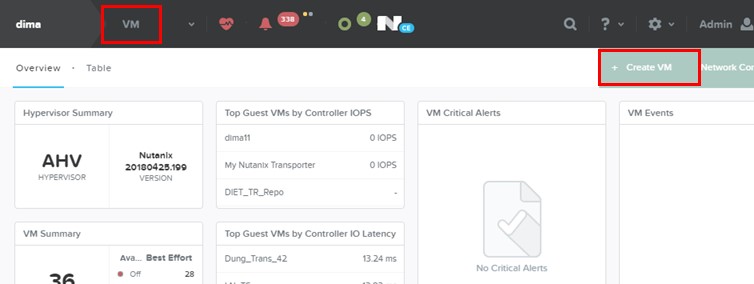 dima VM 338 4 N CE ? Admin
Overview · Table + Create VM Network Con
Hypervisor Summary
AHV
HYPERVISOR
Nutanix
20180425.199
VERSION
Top Guest VMs by Controller IOPS
dima11 0 IOPS
My Nutanix Transporter 0 IOPS
DIET_TR_Repo -
VM Critical Alerts
No Critical Alerts
VM Events
VM Summary
36
Ava... Best Effort
Off 28
Top Guest VMs by Controller IO Latency
Dung_Trans_42 13.24 ms